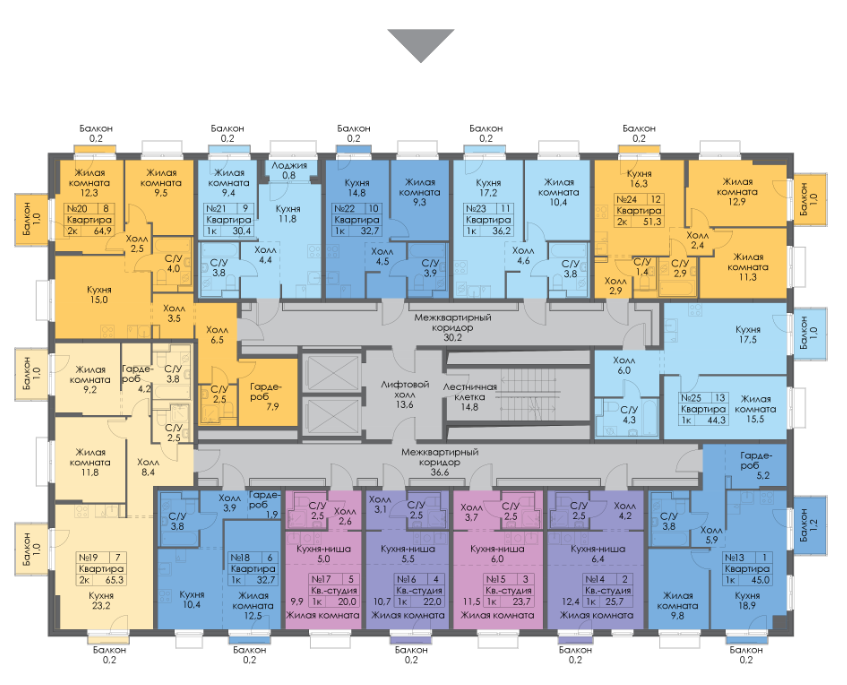 Балкон
0.2
Балкон
0.2
Балкон
0.2
Балкон
0.2
Балкон
0.2
Балкон
1.0
Жилая
комната
12.3
№20 8
Квартира
2к 64.9
Жилая
комната
9.5
2.5
Холл
С/У
4.0
Кухня
15.0
Холл
3.5
Холл
6.5
С/У
2.5
Гарде-
роб
7.9
Жилая
комната
9.4
№21 9
Квартира
1к 30.4
Лоджия
0.8
Кухня
11.8
Холл
4.4
С/У
3.8
Кухня
14.8
№22 10
Квартира
1к 32.7
Жилая
комната
9.3
Холл
4.5
С/У
3.9
Кухня
17.2
№23 11
Квартира
1к 36.2
Жилая
комната
10.4
Холл
4.6
С/У
3.8
Кухня
16.3
№24 12
Квартира
2к 51.3
Жилая
комната
12.9
Балкон
1.0
Холл
2.4
С/У
1.4
С/У
2.9
Холл
2.9
Жилая
комната
11.3
Межквартирный
коридор
30.2
Кухня
17.5
Балкон
1.0
Холл
6.0
№25 13
Квартира
1к 44.3
С/У
4.3
Жилая
комната
15.5
Лифтовой
холл
13.6
Лестничная
клетка
14.8
Балкон
1.0
Жилая
комната
9.2
Гарде-
роб
4.2
С/У
3.8
С/У
2.5
Жилая
комната
11.8
Холл
8.4
Балкон
1.0
№19 7
Квартира
2к 65.3
Кухня
23.2
Межквартирный
коридор
36.6
Холл
3.9
Гарде-
роб
1.9
С/У
3.8
№18 6
Квартира
1к 32.7
Кухня
10.4
Жилая
комната
12.5
С/У
2.5
Холл
2.6
Кухня-ниша
5.0
№17 5
Кв.-студия
1к 20.0
9.9
Жилая комната
Холл
3.1
С/У
2.5
Кухня-ниша
5.5
№16 4
Кв.-студия
1к 22.0
10.7
Жилая комната
Холл
3.7
С/У
2.5
Кухня-ниша
6.0
№15 3
Кв.-студия
1к 23.7
11.5
Жилая комната
С/У
2.5
Холл
4.2
Кухня-ниша
6.4
№14 2
Кв.-студия
1к 25.7
12.4
Жилая комната
Гарде-
роб
5.2
С/У
3.8
Холл
5.9
Балкон
1.2
№13 1
Квартира
1к 45.0
Жилая
комната
9.8
Кухня
18.9
Балкон
0.2
Балкон
0.2
Балкон
0.2
Балкон
0.2
Балкон
0.2